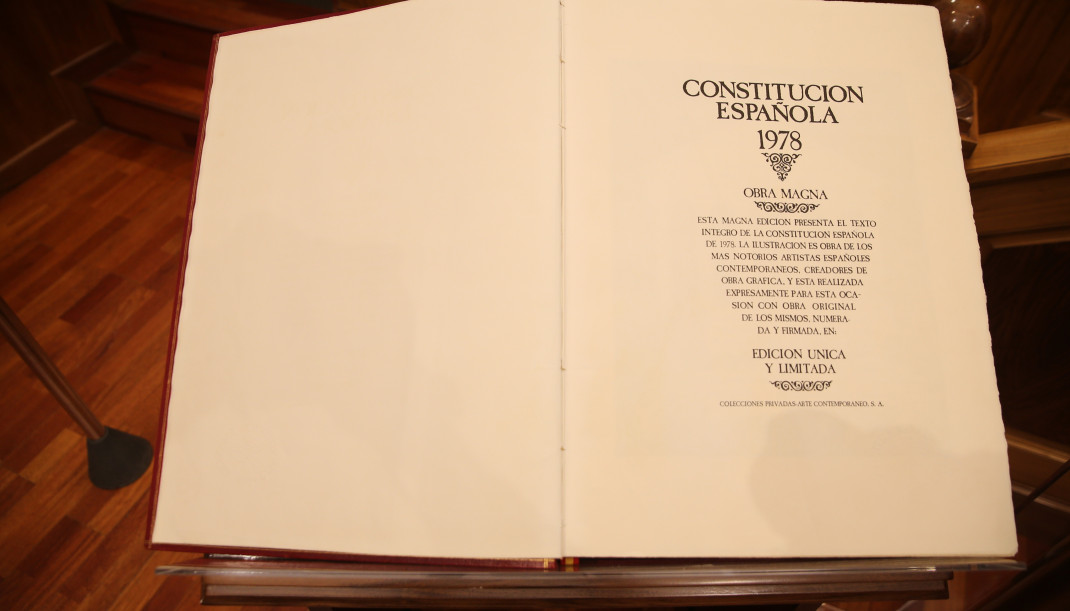 CONSTITUCION
ESPAÑOLA
1978
OBRA MAGNA
ESTA MAGNA EDICION PRESENTA EL TEXTO
INTEGRO DE LA CONSTITUCION ESPAÑOLA
DE 1978. LA ILUSTRACION ES OBRA DE LOS
MAS NOTORIOS ARTISTAS ESPAÑOLES
CONTEMPORANEOS, CREADORES DE
OBRA GRAFICA, Y ESTA REALIZADA
EXPRESAMENTE PARA ESTA OCA-
SION CON OBRA ORIGINAL
DE LOS MISMOS, NUMERA-
DA Y FIRMADA, EN:
EDICION UNICA
Y LIMITADA
COLECCIONES PRIVADAS-ARTE CONTEMPORANEO, S. A.